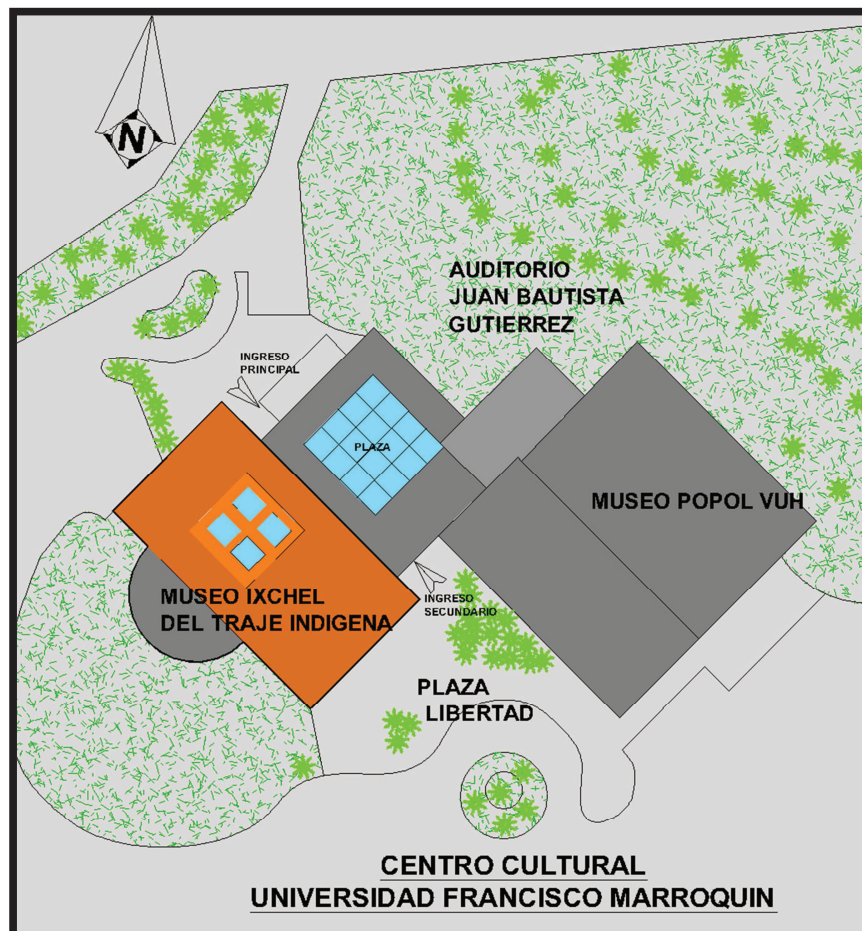 N
AUDITORIO
JUAN BAUTISTA
GUTIERREZ
INGRESO
PRINCIPAL
PLAZA
MUSEO POPOL VUH
MUSEO IXCHEL
DEL TRAJE INDIGENA
INGRESO
SECUNDARIO
PLAZA
LIBERTAD
CENTRO CULTURAL
UNIVERSIDAD FRANCISCO MARROQUIN